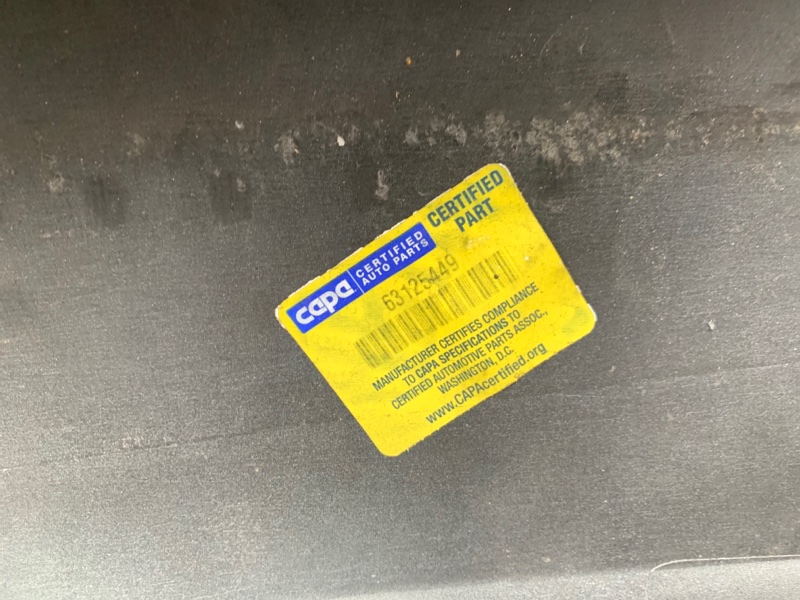 capa
CERTIFIED
AUTO PARTS
CERTIFIED
PART
63125449
MANUFACTURER CERTIFIES COMPLIANCE
TO CAPA SPECIFICATIONS TO
CERTIFIED AUTOMOTIVE PARTS ASSOC.,
WASHINGTON, D.C.
www.CAPAcertified.org